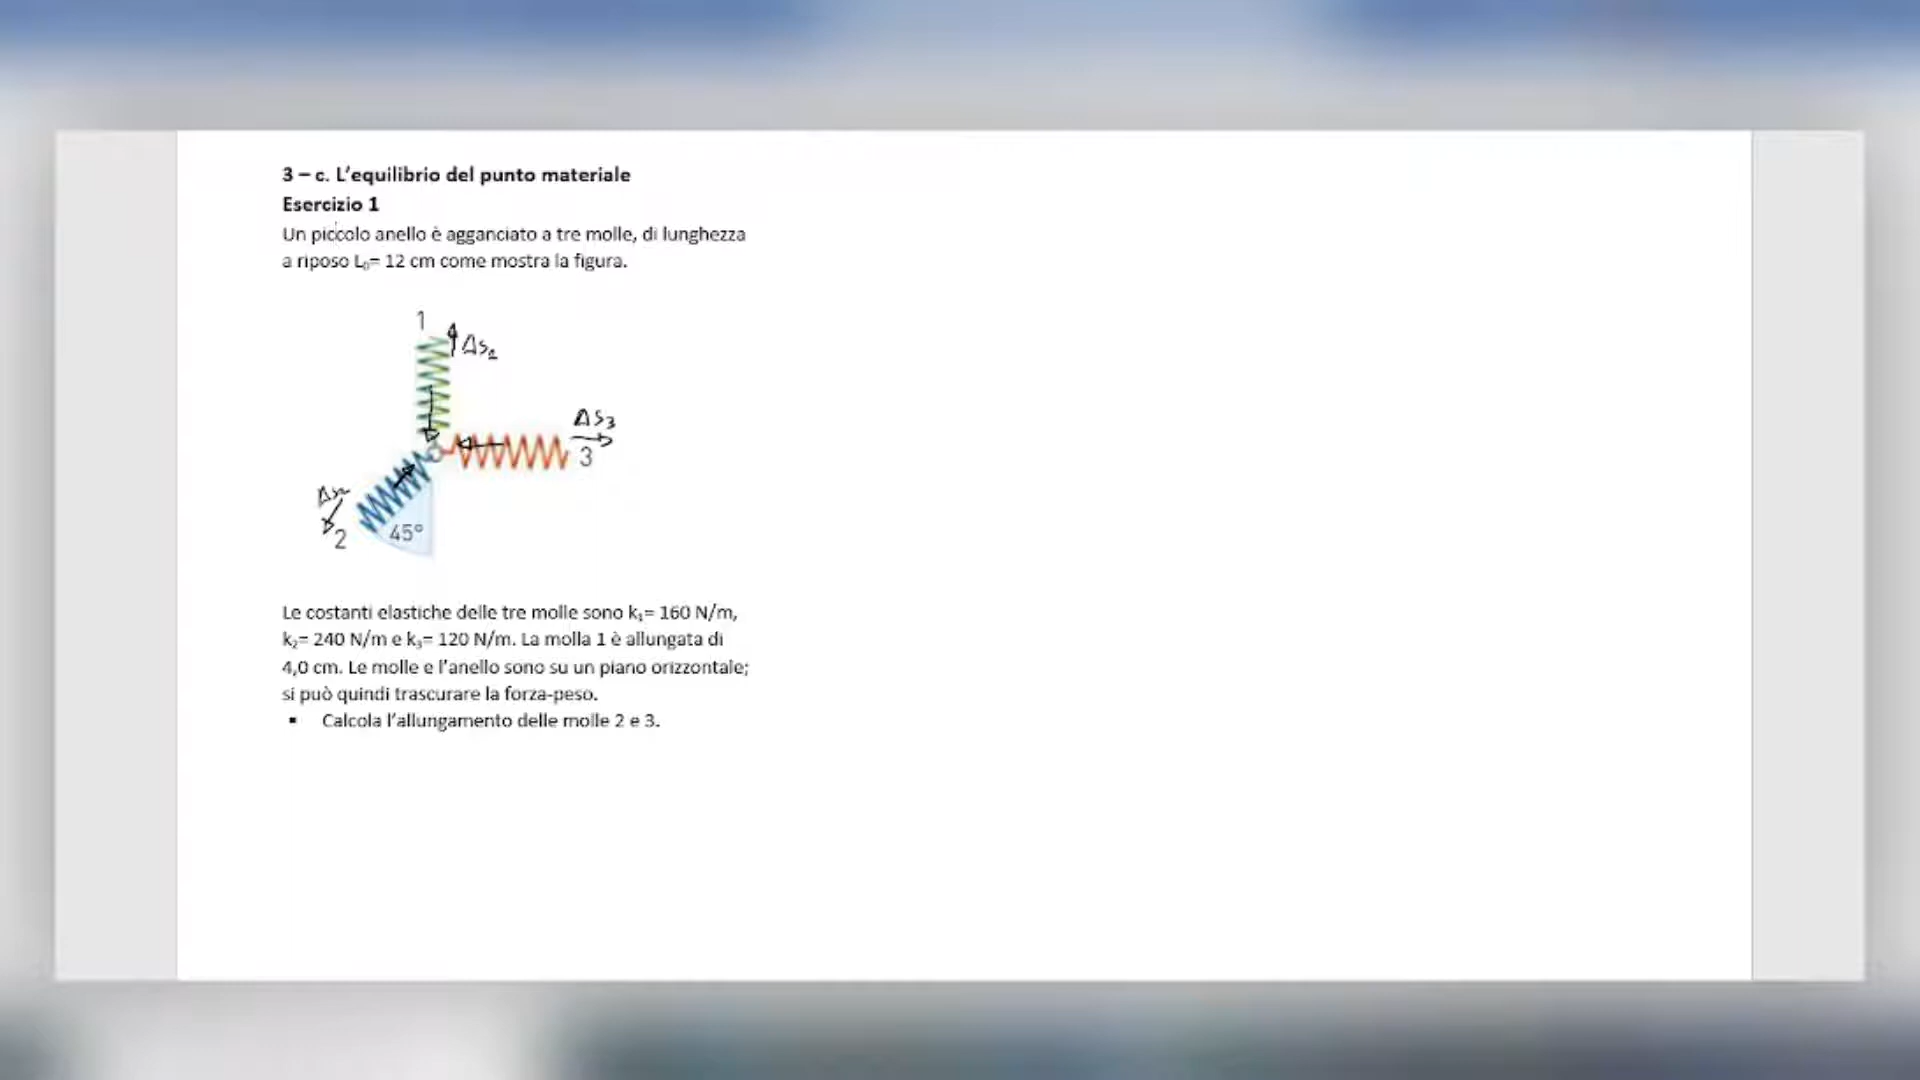 3 – c. L'equilibrio del punto materiale
Esercizio 1
Un piccolo anello è agganciato a tre molle, di lunghezza
a riposo L₀= 12 cm come mostra la figura.
1
Δs₁
Δs₃
3
Δs₂
2
45°
Le costanti elastiche delle tre molle sono k₁= 160 N/m,
k₂= 240 N/m e k₃= 120 N/m. La molla 1 è allungata di
4,0 cm. Le molle e l'anello sono su un piano orizzontale;
si può quindi trascurare la forza-peso.
▪ Calcola l'allungamento delle molle 2 e 3.